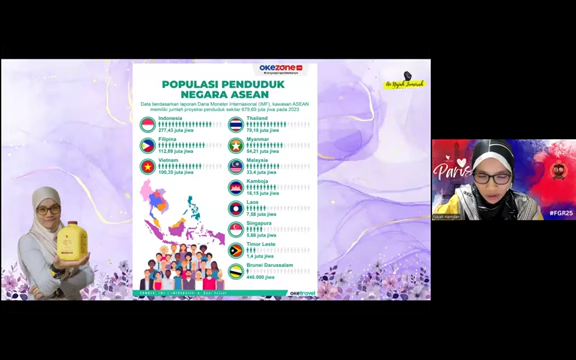 OKEZONE
POPULASI PENDUDUK
NEGARA ASEAN
Data berdasarkan laporan Dana Moneter Internasional (IMF), kawasan ASEAN
memiliki jumlah proyeksi penduduk sekitar 679,69 juta jiwa pada 2023
Indonesia
277,43 juta jiwa
Filipina
112,89 juta jiwa
Vietnam
100,35 juta jiwa
Thailand
70,18 juta jiwa
Myanmar
54,21 juta jiwa
Malaysia
33,4 juta jiwa
Kamboja
16,15 juta jiwa
Laos
7,58 juta jiwa
Singapura
5,66 juta jiwa
Timor Leste
1,4 juta jiwa
Brunei Darussalam
440.000 jiwa
oketravel
Paris
#FGR25